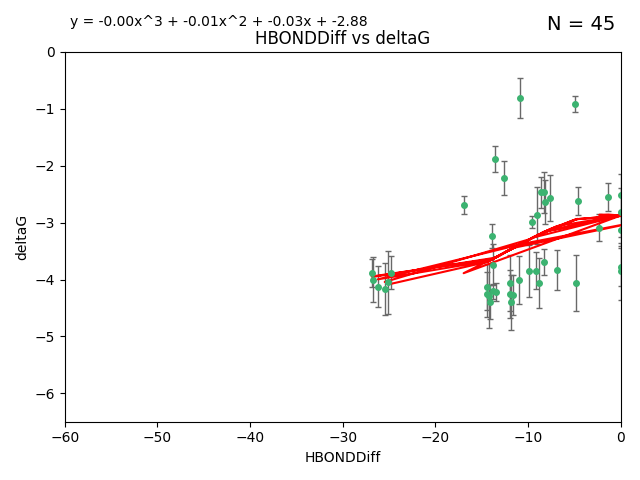 y = -0.00x^3 + -0.01x^2 + -0.03x + -2.88
N = 45
HBONDDiff vs deltaG
0
−1
−2
−3
−4
−5
−6
deltaG
−60 −50 −40 −30 −20 −10 0
HBONDDiff